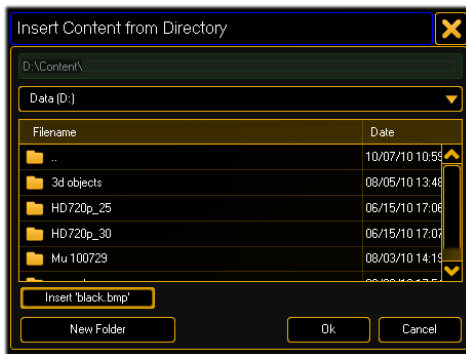 Insert Content from Directory
D:\Content\
Data (D:)
Filename Date
.. 10/07/10 10:59
3d objects 08/05/10 13:48
HD720p_25 06/15/10 17:06
HD720p_30 06/15/10 17:07
Mu 100729 08/03/10 14:19
Insert 'black.bmp'
New Folder Ok Cancel